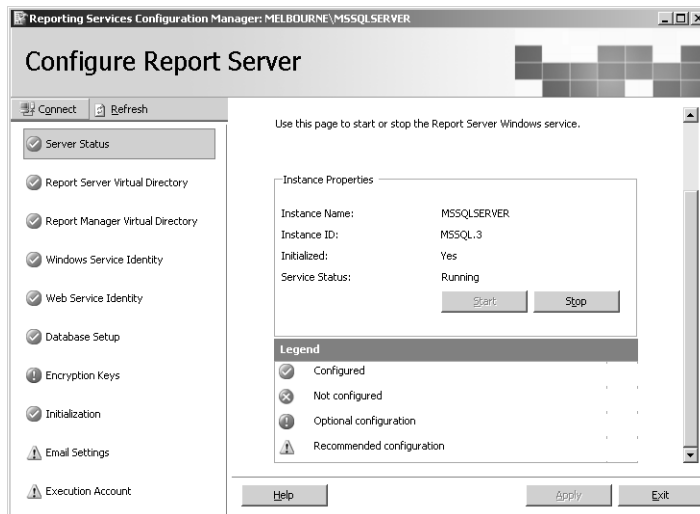 Reporting Services Configuration Manager: MELBOURNE\MSSQLSERVER
Configure Report Server
Connect Refresh
Server Status
Report Server Virtual Directory
Report Manager Virtual Directory
Windows Service Identity
Web Service Identity
Database Setup
Encryption Keys
Initialization
Email Settings
Execution Account
Use this page to start or stop the Report Server Windows service.
Instance Properties
Instance Name: MSSQLSERVER
Instance ID: MSSQL.3
Initialized: Yes
Service Status: Running
Start Stop
Legend
Configured
Not configured
Optional configuration
Recommended configuration
Help Apply Exit